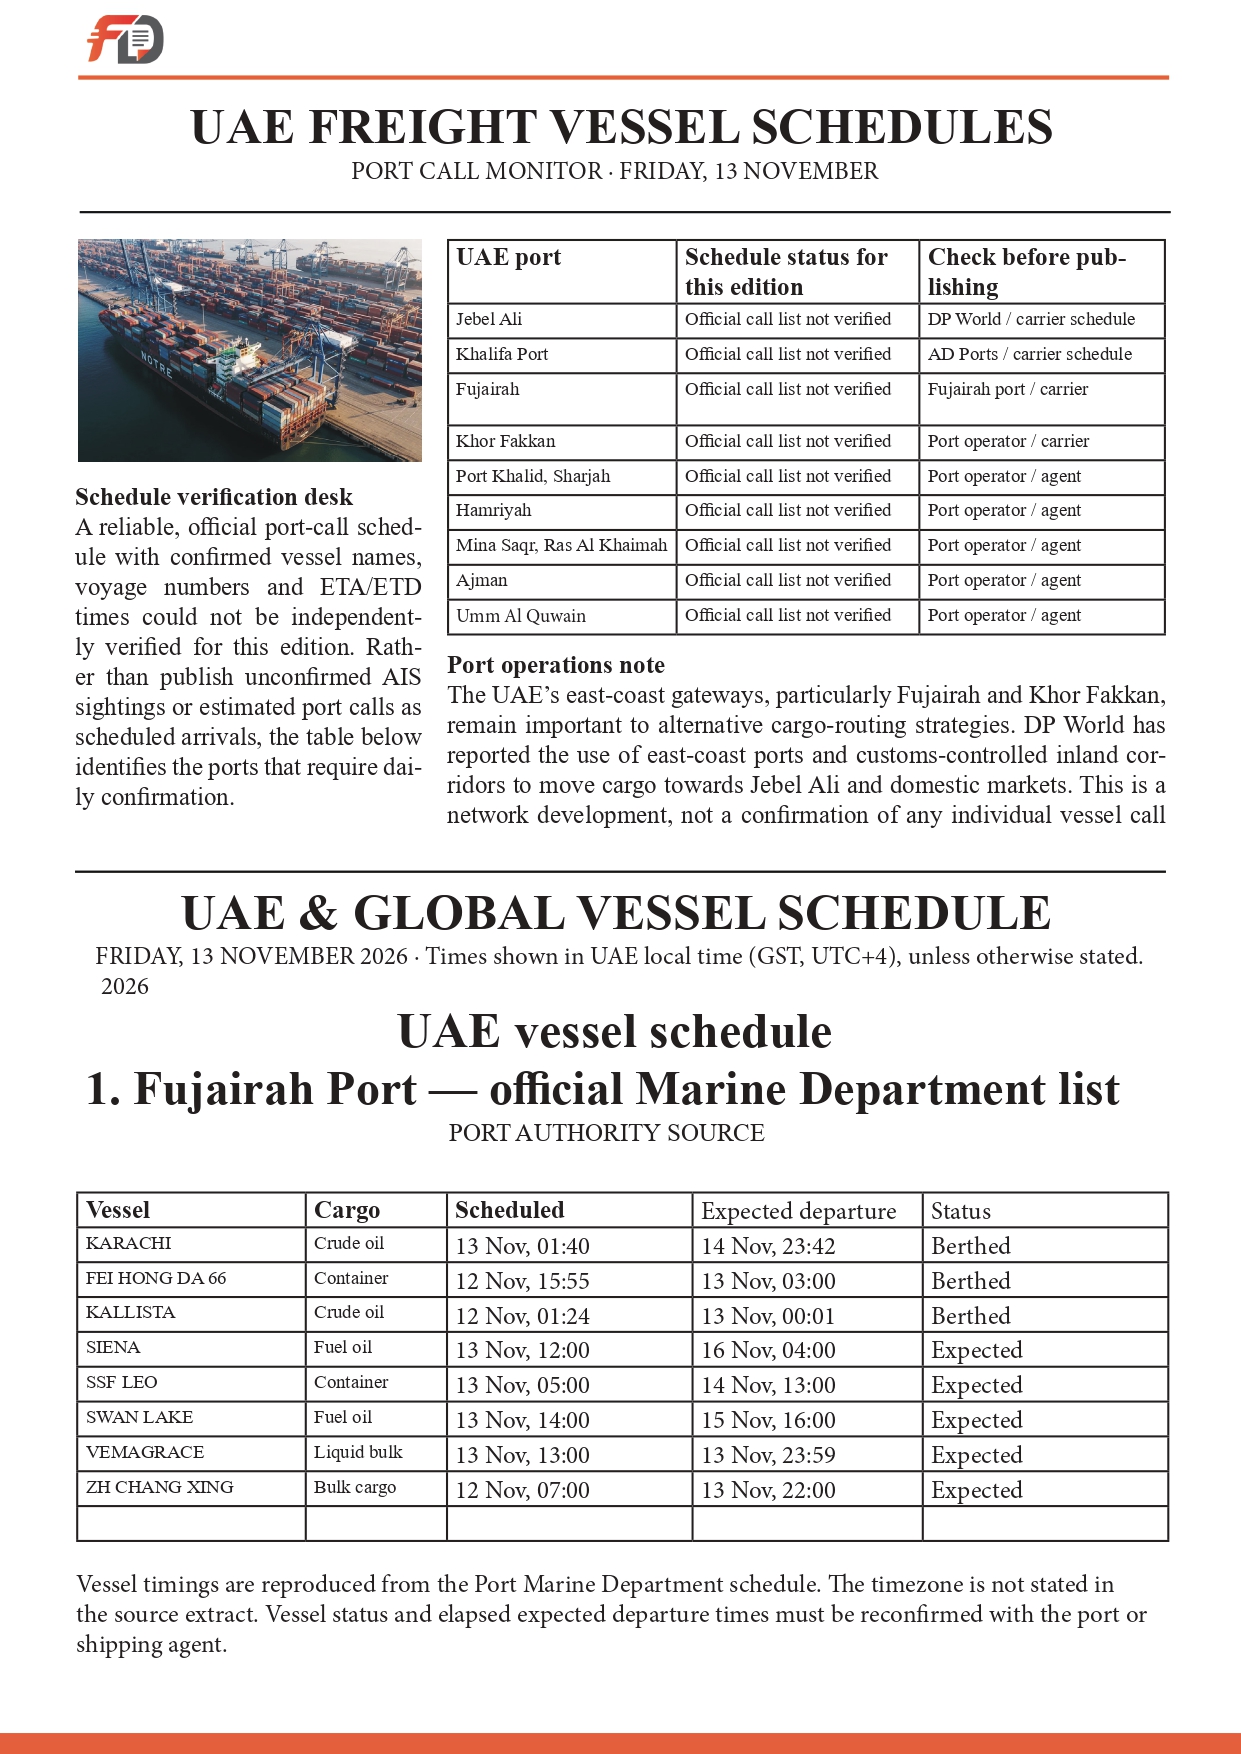 FD
UAE FREIGHT VESSEL SCHEDULES
PORT CALL MONITOR · FRIDAY, 13 NOVEMBER
NOTRE
Schedule verification desk
A reliable, official port-call sched-
ule with confirmed vessel names,
voyage numbers and ETA/ETD
times could not be independent-
ly verified for this edition. Rath-
er than publish unconfirmed AIS
sightings or estimated port calls as
scheduled arrivals, the table below
identifies the ports that require dai-
ly confirmation.
UAE port Schedule status for this edition Check before pub-lishing
Jebel Ali Official call list not verified DP World / carrier schedule
Khalifa Port Official call list not verified AD Ports / carrier schedule
Fujairah Official call list not verified Fujairah port / carrier
Khor Fakkan Official call list not verified Port operator / carrier
Port Khalid, Sharjah Official call list not verified Port operator / agent
Hamriyah Official call list not verified Port operator / agent
Mina Saqr, Ras Al Khaimah Official call list not verified Port operator / agent
Ajman Official call list not verified Port operator / agent
Umm Al Quwain Official call list not verified Port operator / agent
Port operations note
The UAE’s east-coast gateways, particularly Fujairah and Khor Fakkan,
remain important to alternative cargo-routing strategies. DP World has
reported the use of east-coast ports and customs-controlled inland cor-
ridors to move cargo towards Jebel Ali and domestic markets. This is a
network development, not a confirmation of any individual vessel call
UAE & GLOBAL VESSEL SCHEDULE
FRIDAY, 13 NOVEMBER 2026 · Times shown in UAE local time (GST, UTC+4), unless otherwise stated.
2026
UAE vessel schedule
1. Fujairah Port — official Marine Department list
PORT AUTHORITY SOURCE
Vessel Cargo Scheduled Expected departure Status
KARACHI Crude oil 13 Nov, 01:40 14 Nov, 23:42 Berthed
FEI HONG DA 66 Container 12 Nov, 15:55 13 Nov, 03:00 Berthed
KALLISTA Crude oil 12 Nov, 01:24 13 Nov, 00:01 Berthed
SIENA Fuel oil 13 Nov, 12:00 16 Nov, 04:00 Expected
SSF LEO Container 13 Nov, 05:00 14 Nov, 13:00 Expected
SWAN LAKE Fuel oil 13 Nov, 14:00 15 Nov, 16:00 Expected
VEMAGRACE Liquid bulk 13 Nov, 13:00 13 Nov, 23:59 Expected
ZH CHANG XING Bulk cargo 12 Nov, 07:00 13 Nov, 22:00 Expected
Vessel timings are reproduced from the Port Marine Department schedule. The timezone is not stated in
the source extract. Vessel status and elapsed expected departure times must be reconfirmed with the port or
shipping agent.